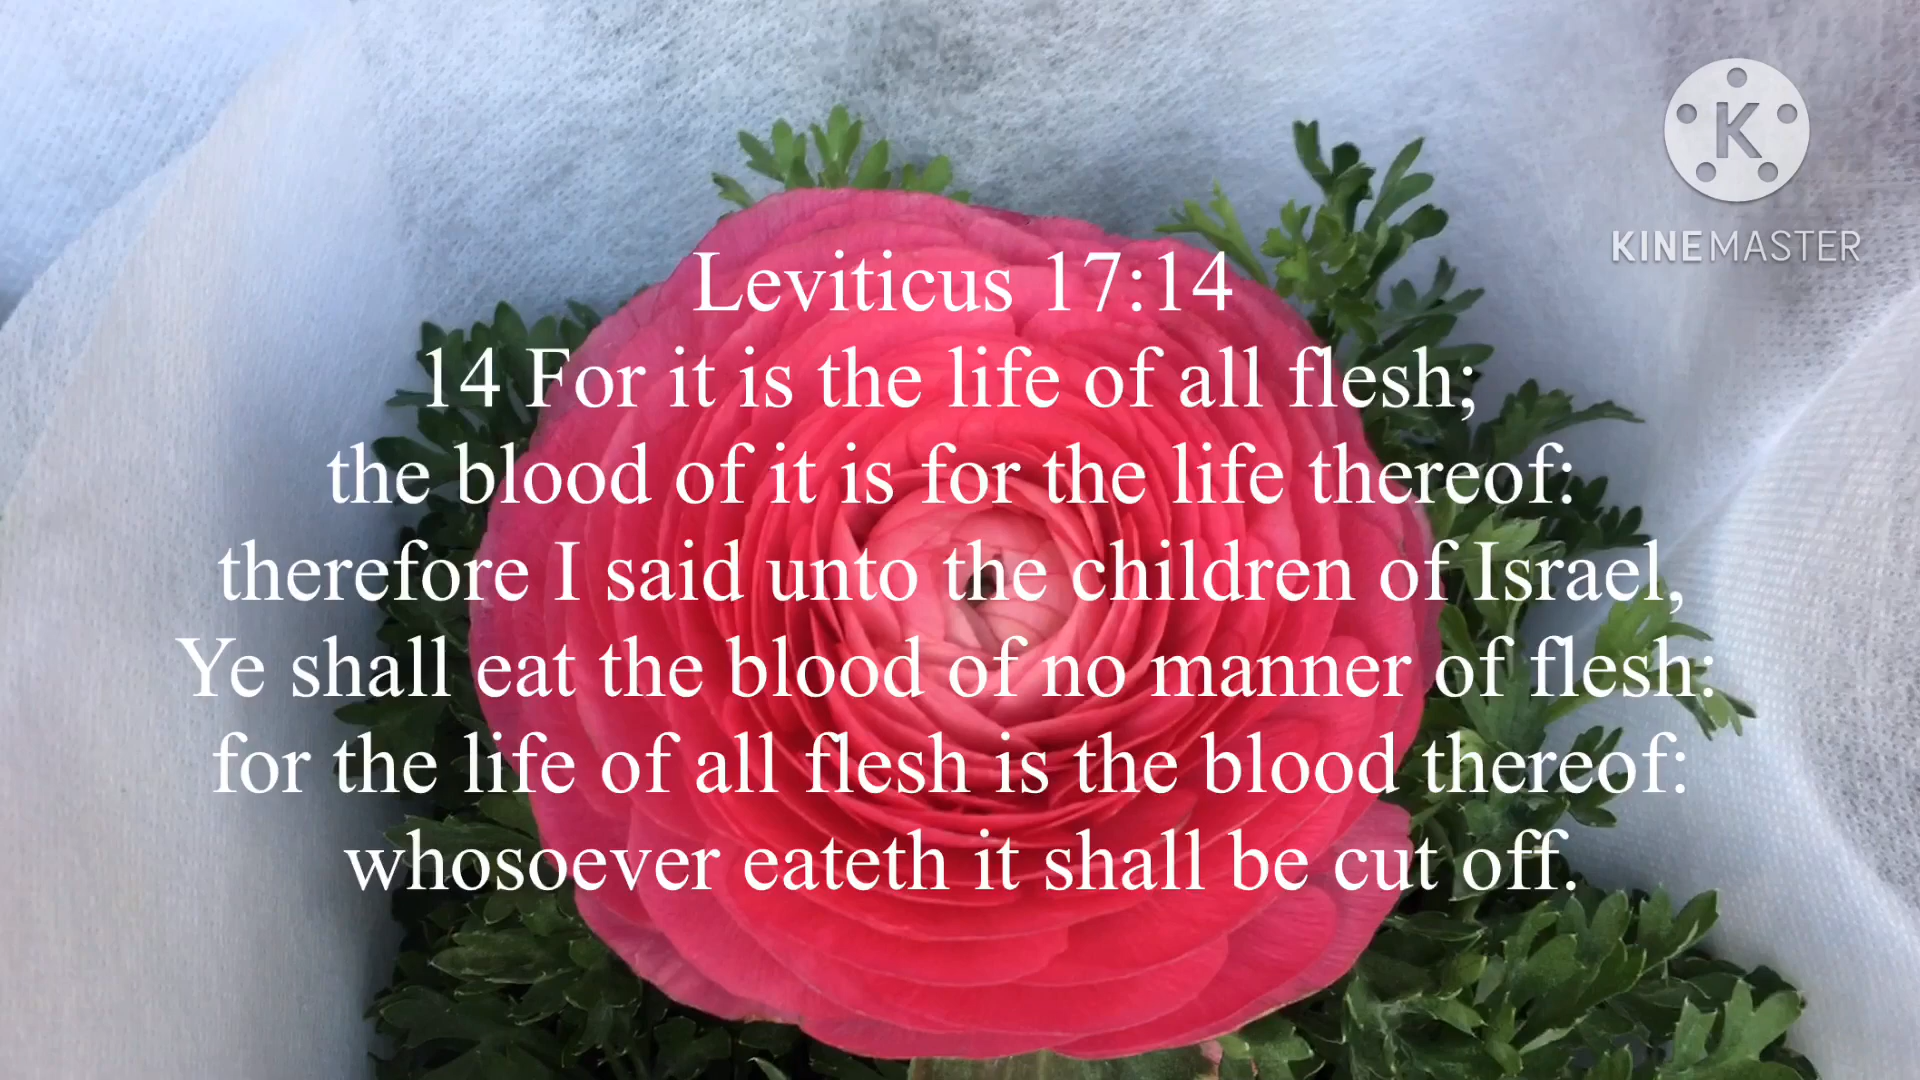 K
KINEMASTER
Leviticus 17:14
14 For it is the life of all flesh;
the blood of it is for the life thereof:
therefore I said unto the children of Israel,
Ye shall eat the blood of no manner of flesh:
for the life of all flesh is the blood thereof:
whosoever eateth it shall be cut off.